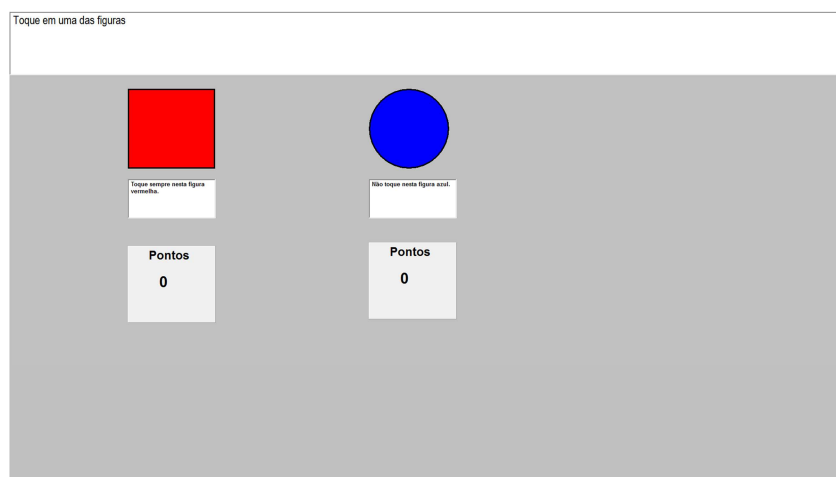 Toque em uma das figuras
Toque sempre nesta figura
vermelha.
Não toque nesta figura azul.
Pontos
0
Pontos
0